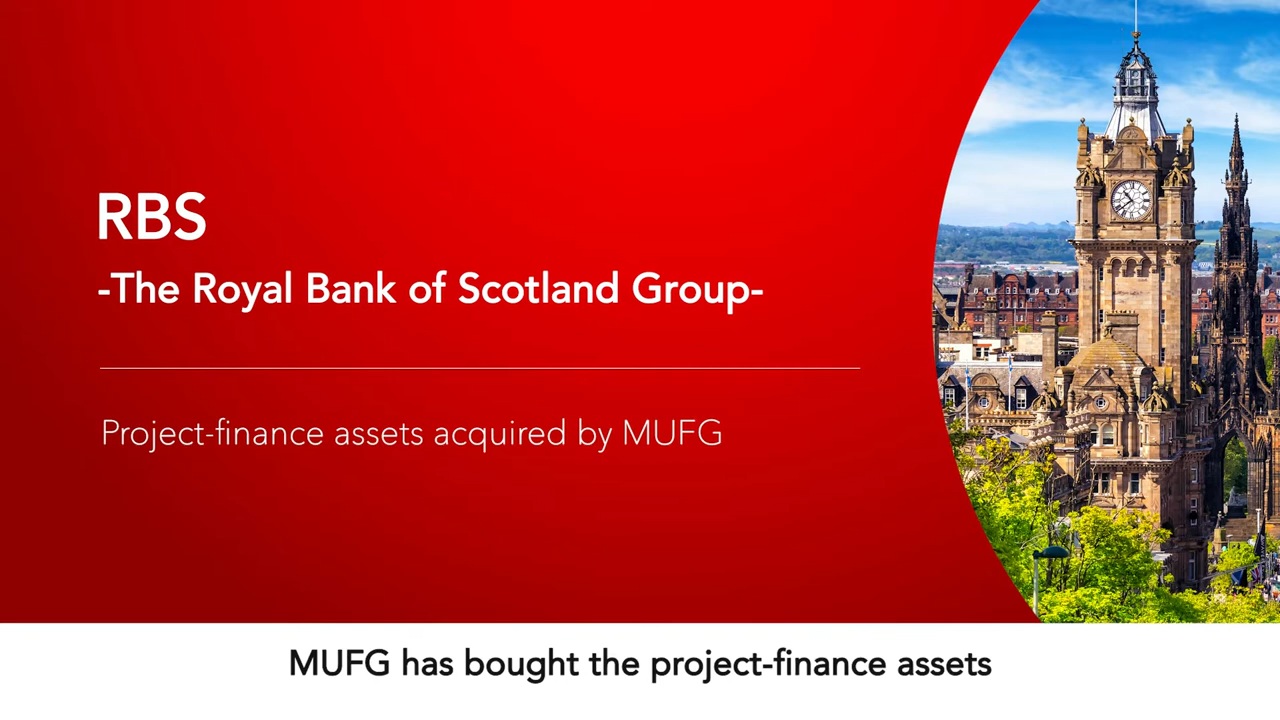 RBS
-The Royal Bank of Scotland Group-
Project-finance assets acquired by MUFG
MUFG has bought the project-finance assets